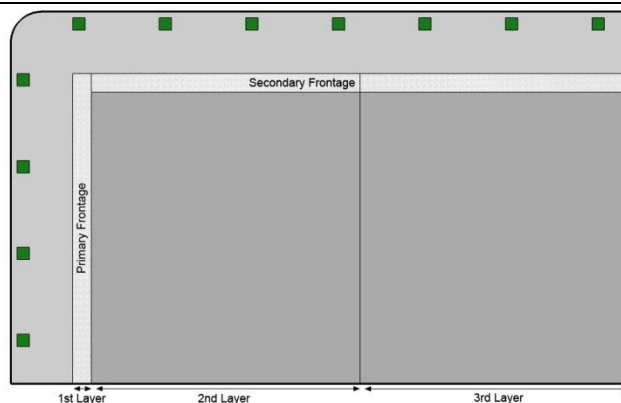 Secondary Frontage
Primary Frontage
1st Layer
2nd Layer
3rd Layer